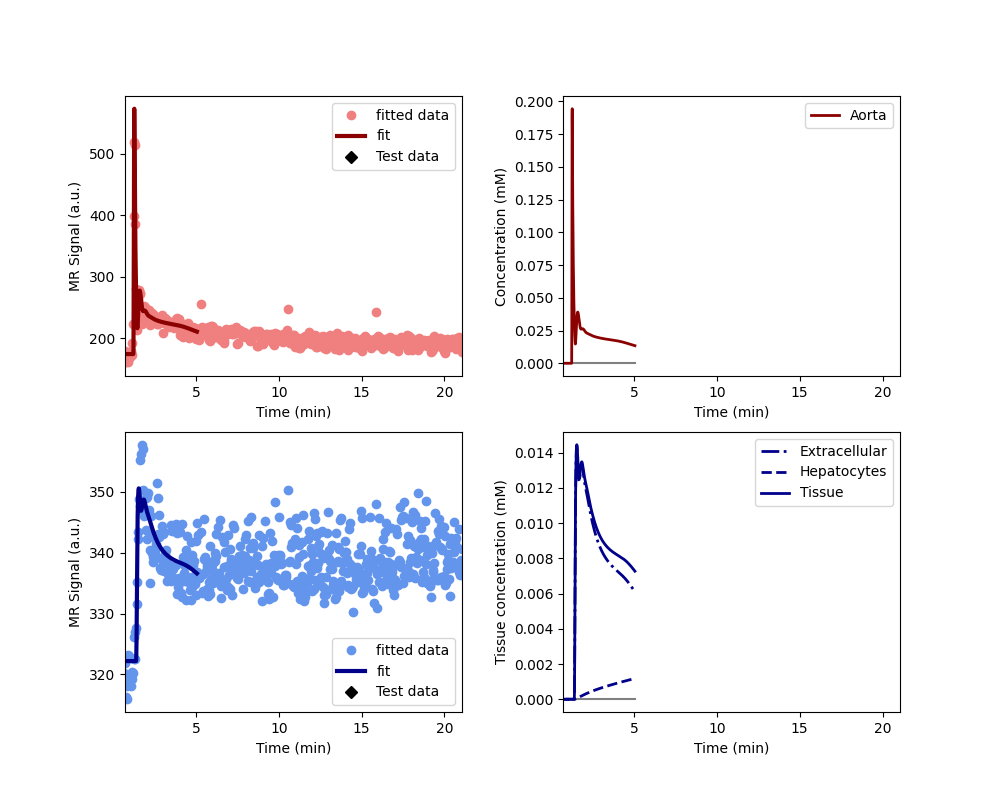 MR Signal (a.u.)
500
400
300
200
5
10
15
20
Time (min)
fitted data
fit
Test data
Concentration (mM)
0.200
0.175
0.150
0.125
0.100
0.075
0.050
0.025
0.000
5
10
15
20
Time (min)
Aorta
MR Signal (a.u.)
350
340
330
320
5
10
15
20
Time (min)
fitted data
fit
Test data
Tissue concentration (mM)
0.014
0.012
0.010
0.008
0.006
0.004
0.002
0.000
5
10
15
20
Time (min)
Extracellular
Hepatocytes
Tissue